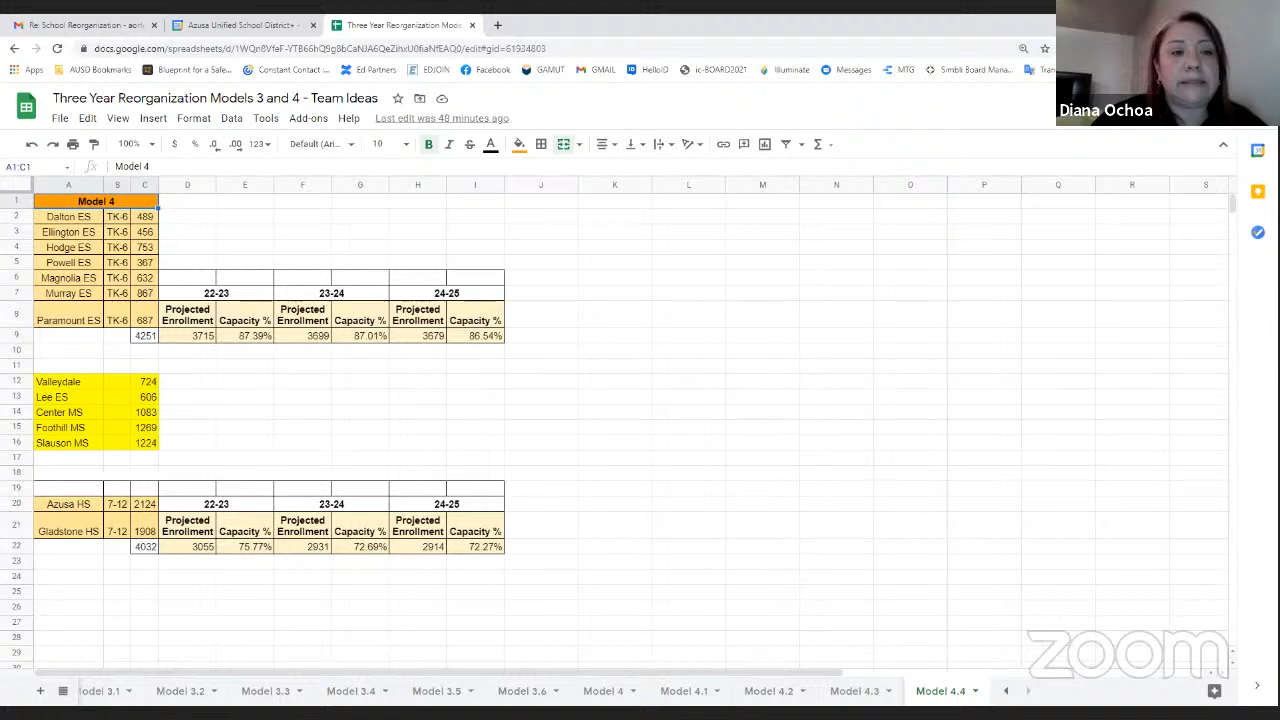 Re: School Reorganization - aorl
Azusa Unified School District+ -
Three Year Reorganization Mode
docs.google.com/spreadsheets/d/
/edit#gid=61934803
Apps AUSD Bookmarks Blueprint for a Safe... Constant Contact : Ed Partners EDJOIN Facebook GAMUT GMAIL HelloID ic-BOARD2021 Illuminate Messages MTG Simbli Board Mana...
Diana Ochoa
Three Year Reorganization Models 3 and 4 - Team Ideas
File Edit View Insert Format Data Tools Add-ons Last edit was 48 minutes ago
100% $ % .0 .00 123 Default (Ari... 10 B I S A Σ
A1:C1 fx Model 4
A B C D E F G H I J K L M N O P Q R S
1 Model 4
2 Dalton ES TK-6 489
3 Ellington ES TK-6 456
4 Hodge ES TK-6 753
5 Powell ES TK-6 367
6 Magnolia ES TK-6 632
7 Murray ES TK-6 867 22-23 23-24 24-25
8 Paramount ES TK-6 687 Projected Enrollment Capacity % Projected Enrollment Capacity % Projected Enrollment Capacity %
9 4251 3715 87.39% 3699 87.01% 3679 86.54%
10
11
12 Valleydale 724
13 Lee ES 606
14 Center MS 1083
15 Foothill MS 1269
16 Slauson MS 1224
17
18
19
20 Azusa HS 7-12 2124 22-23 23-24 24-25
21 Gladstone HS 7-12 1908 Projected Enrollment Capacity % Projected Enrollment Capacity % Projected Enrollment Capacity %
22 4032 3055 75.77% 2931 72.69% 2914 72.27%
23
24
25
26
27
28
29
zoom
odel 3.1 Model 3.2 Model 3.3 Model 3.4 Model 3.5 Model 3.6 Model 4 Model 4.1 Model 4.2 Model 4.3 Model 4.4